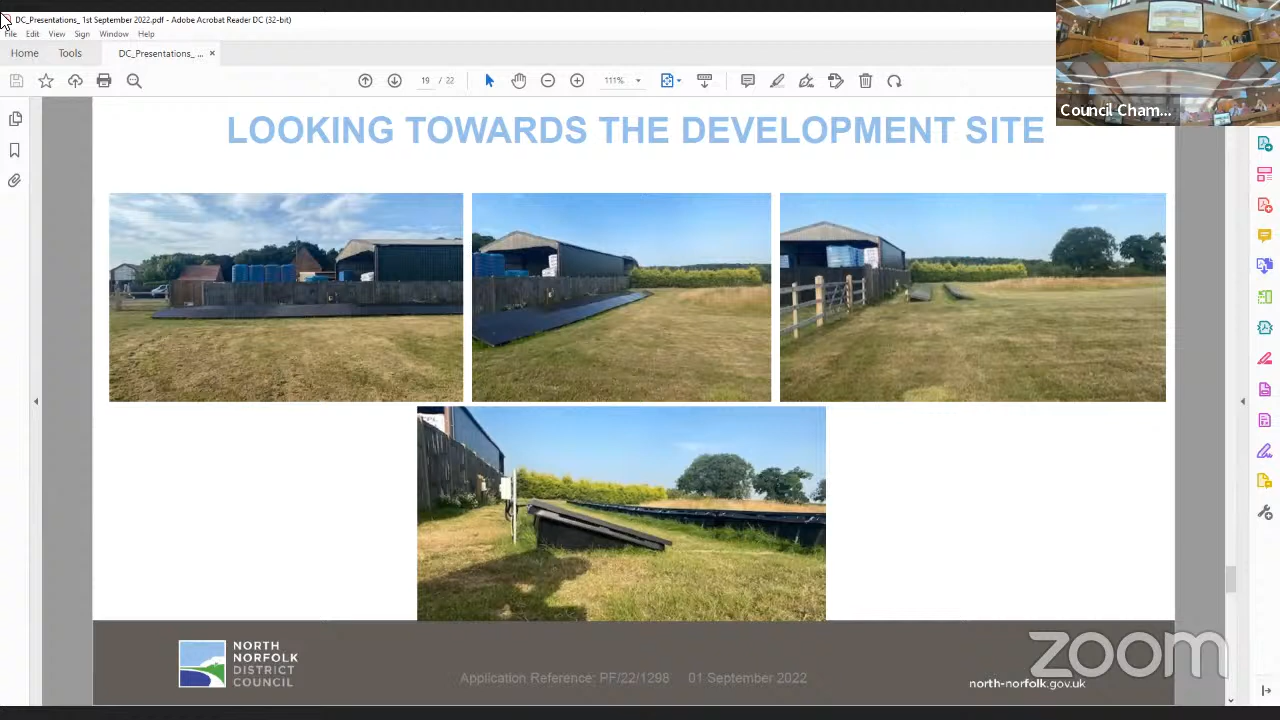 DC_Presentations_ 1st September 2022.pdf - Adobe Acrobat Reader DC (32-bit)
File Edit View Sign Window Help
Home Tools DC_Presentations_ ... ×
19 / 22 111%
Council Cham...
LOOKING TOWARDS THE DEVELOPMENT SITE
NORTH
NORFOLK
DISTRICT
COUNCIL
Application Reference: PF/22/1298 01 September 2022
zoom
north-norfolk.gov.uk